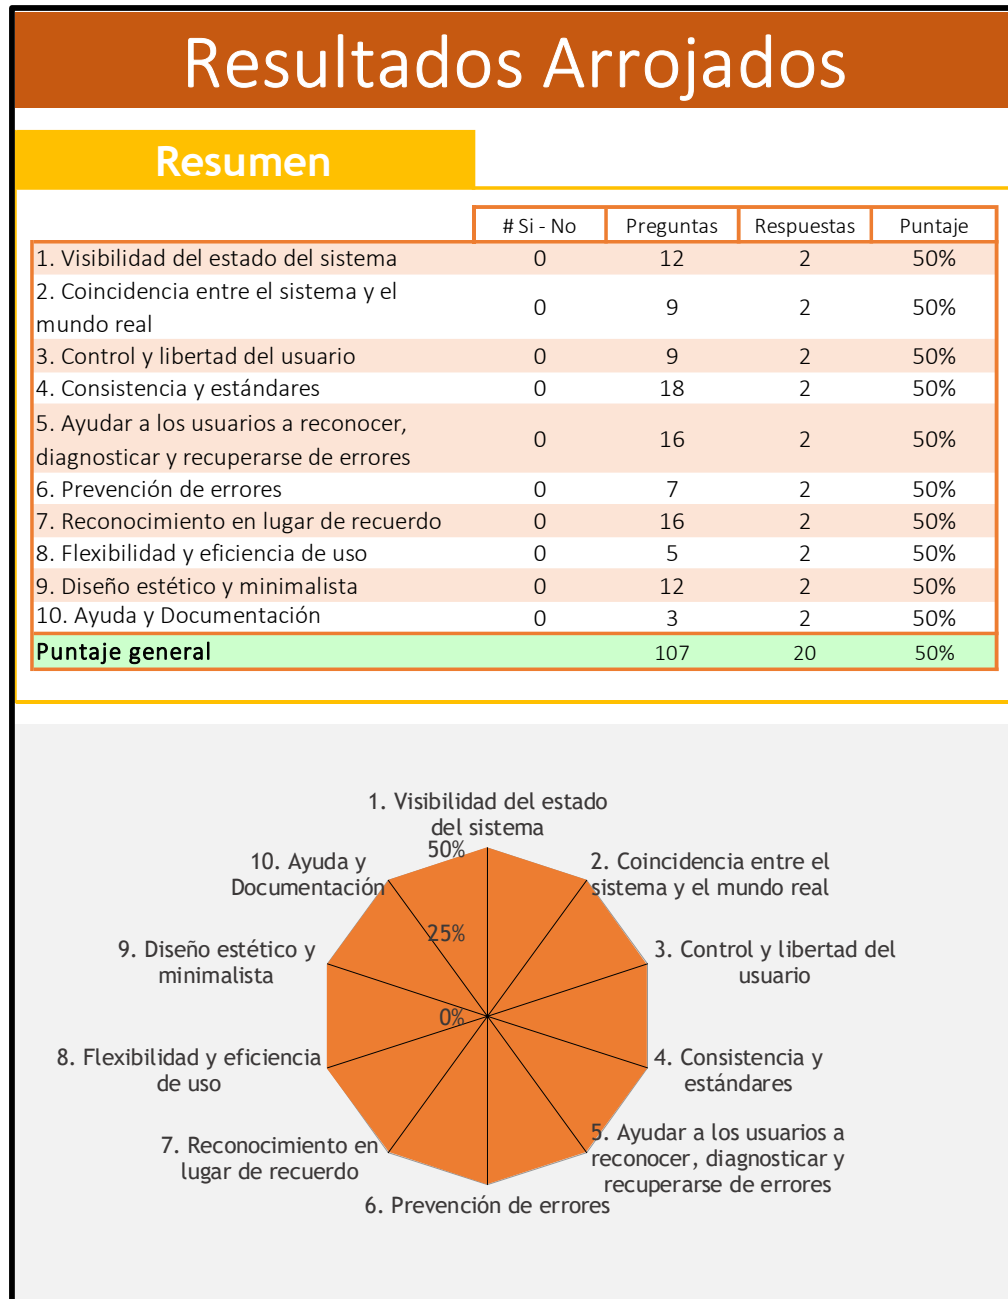 Resultados Arrojados
Resumen
# Si - No Preguntas Respuestas Puntaje
1. Visibilidad del estado del sistema 0 12 2 50%
2. Coincidencia entre el
mundo real sistema y el 0 9 2 50%
3. Control y libertad del usuario 0 9 2 50%
4. Consistencia y estándares 0 18 2 50%
5. Ayudar a los usuarios a reconocer,
diagnosticar y recuperarse de errores 0 16 2 50%
6. Prevención de errores 0 7 2 50%
7. Reconocimiento en lugar de recuerdo 0 16 2 50%
8. Flexibilidad y eficiencia de uso 0 5 2 50%
9. Diseño estético y minimalista 0 12 2 50%
10. Ayuda y Documentación 0 3 2 50%
Puntaje general 107 20 50%
1. Visibilidad del estado
del sistema
50%
25%
0%
2. Coincidencia entre el
sistema y el mundo real
3. Control y libertad del
usuario
4. Consistencia y
estándares
5. Ayudar a los usuarios a
reconocer, diagnosticar y
recuperarse de errores
6. Prevención de errores
7. Reconocimiento en
lugar de recuerdo
8. Flexibilidad y eficiencia
de uso
9. Diseño estético y
minimalista
10. Ayuda y
Documentación